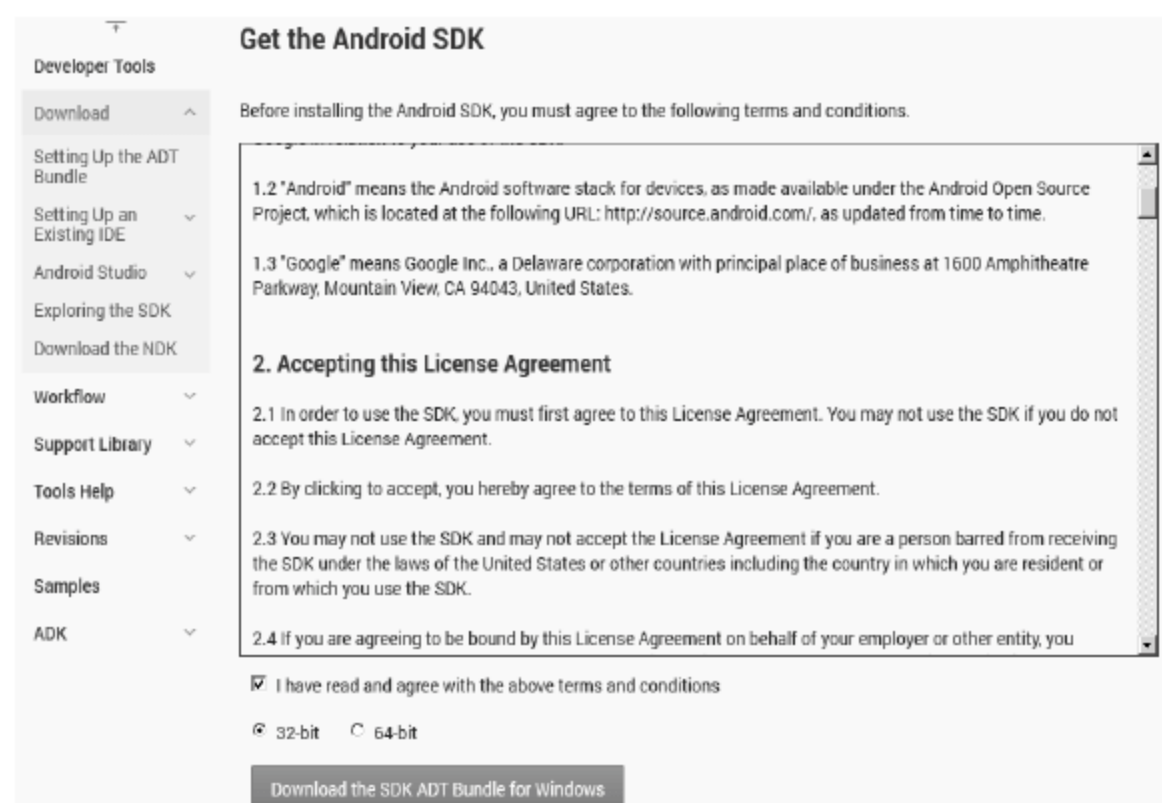 Developer Tools
Download
Setting Up the ADT
Bundle
Setting Up an
Existing IDE
Android Studio
Exploring the SDK
Download the NDK
Workflow
Support Library
Tools Help
Revisions
Samples
ADK
Get the Android SDK
Before installing the Android SDK, you must agree to the following terms and conditions.
1.2 "Android" means the Android software stack for devices, as made available under the Android Open Source
Project, which is located at the following URL: http://source.android.com/, as updated from time to time.
1.3 "Google" means Google Inc., a Delaware corporation with principal place of business at 1600 Amphitheatre
Parkway, Mountain View, CA 94043, United States.
2. Accepting this License Agreement
2.1 In order to use the SDK, you must first agree to this License Agreement. You may not use the SDK if you do not
accept this License Agreement.
2.2 By clicking to accept, you hereby agree to the terms of this License Agreement.
2.3 You may not use the SDK and may not accept the License Agreement if you are a person barred from receiving
the SDK under the laws of the United States or other countries including the country in which you are resident or
from which you use the SDK.
2.4 If you are agreeing to be bound by this License Agreement on behalf of your employer or other entity, you
I have read and agree with the above terms and conditions
32-bit 64-bit
Download the SDK ADT Bundle for Windows